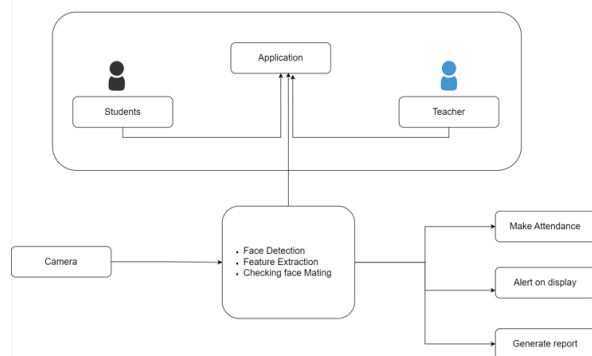 Application
Students
Teacher
Face Detection
Feature Extraction
Checking face Mating
Camera
Make Attendance
Alert on display
Generate report